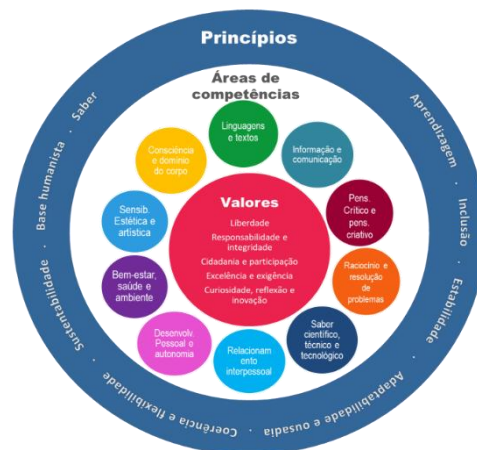 Princípios
Áreas de
competências
Linguagens
e textos
Informação e
comunicação
Pens.
Crítico e
pens.
criativo
Raciocínio e
resolução
de
problemas
Saber
científico,
técnico e
tecnológico
Relacionam
ento
interpessoal
Desenvolv.
Pessoal e
autonomia
Bem-estar,
saúde e
ambiente
Sensib.
Estética e
artística
Consciência
e domínio
do corpo
Valores
Liberdade
Responsabilidade e
integridade
Cidadania e participação
Excelência e exigência
Curiosidade, reflexão e
inovação
Aprendizagem · Inclusão · Estabilidade · Adaptabilidade e ousadia · Coerência e flexibilidade · Sustentabilidade · Base humanista · Saber